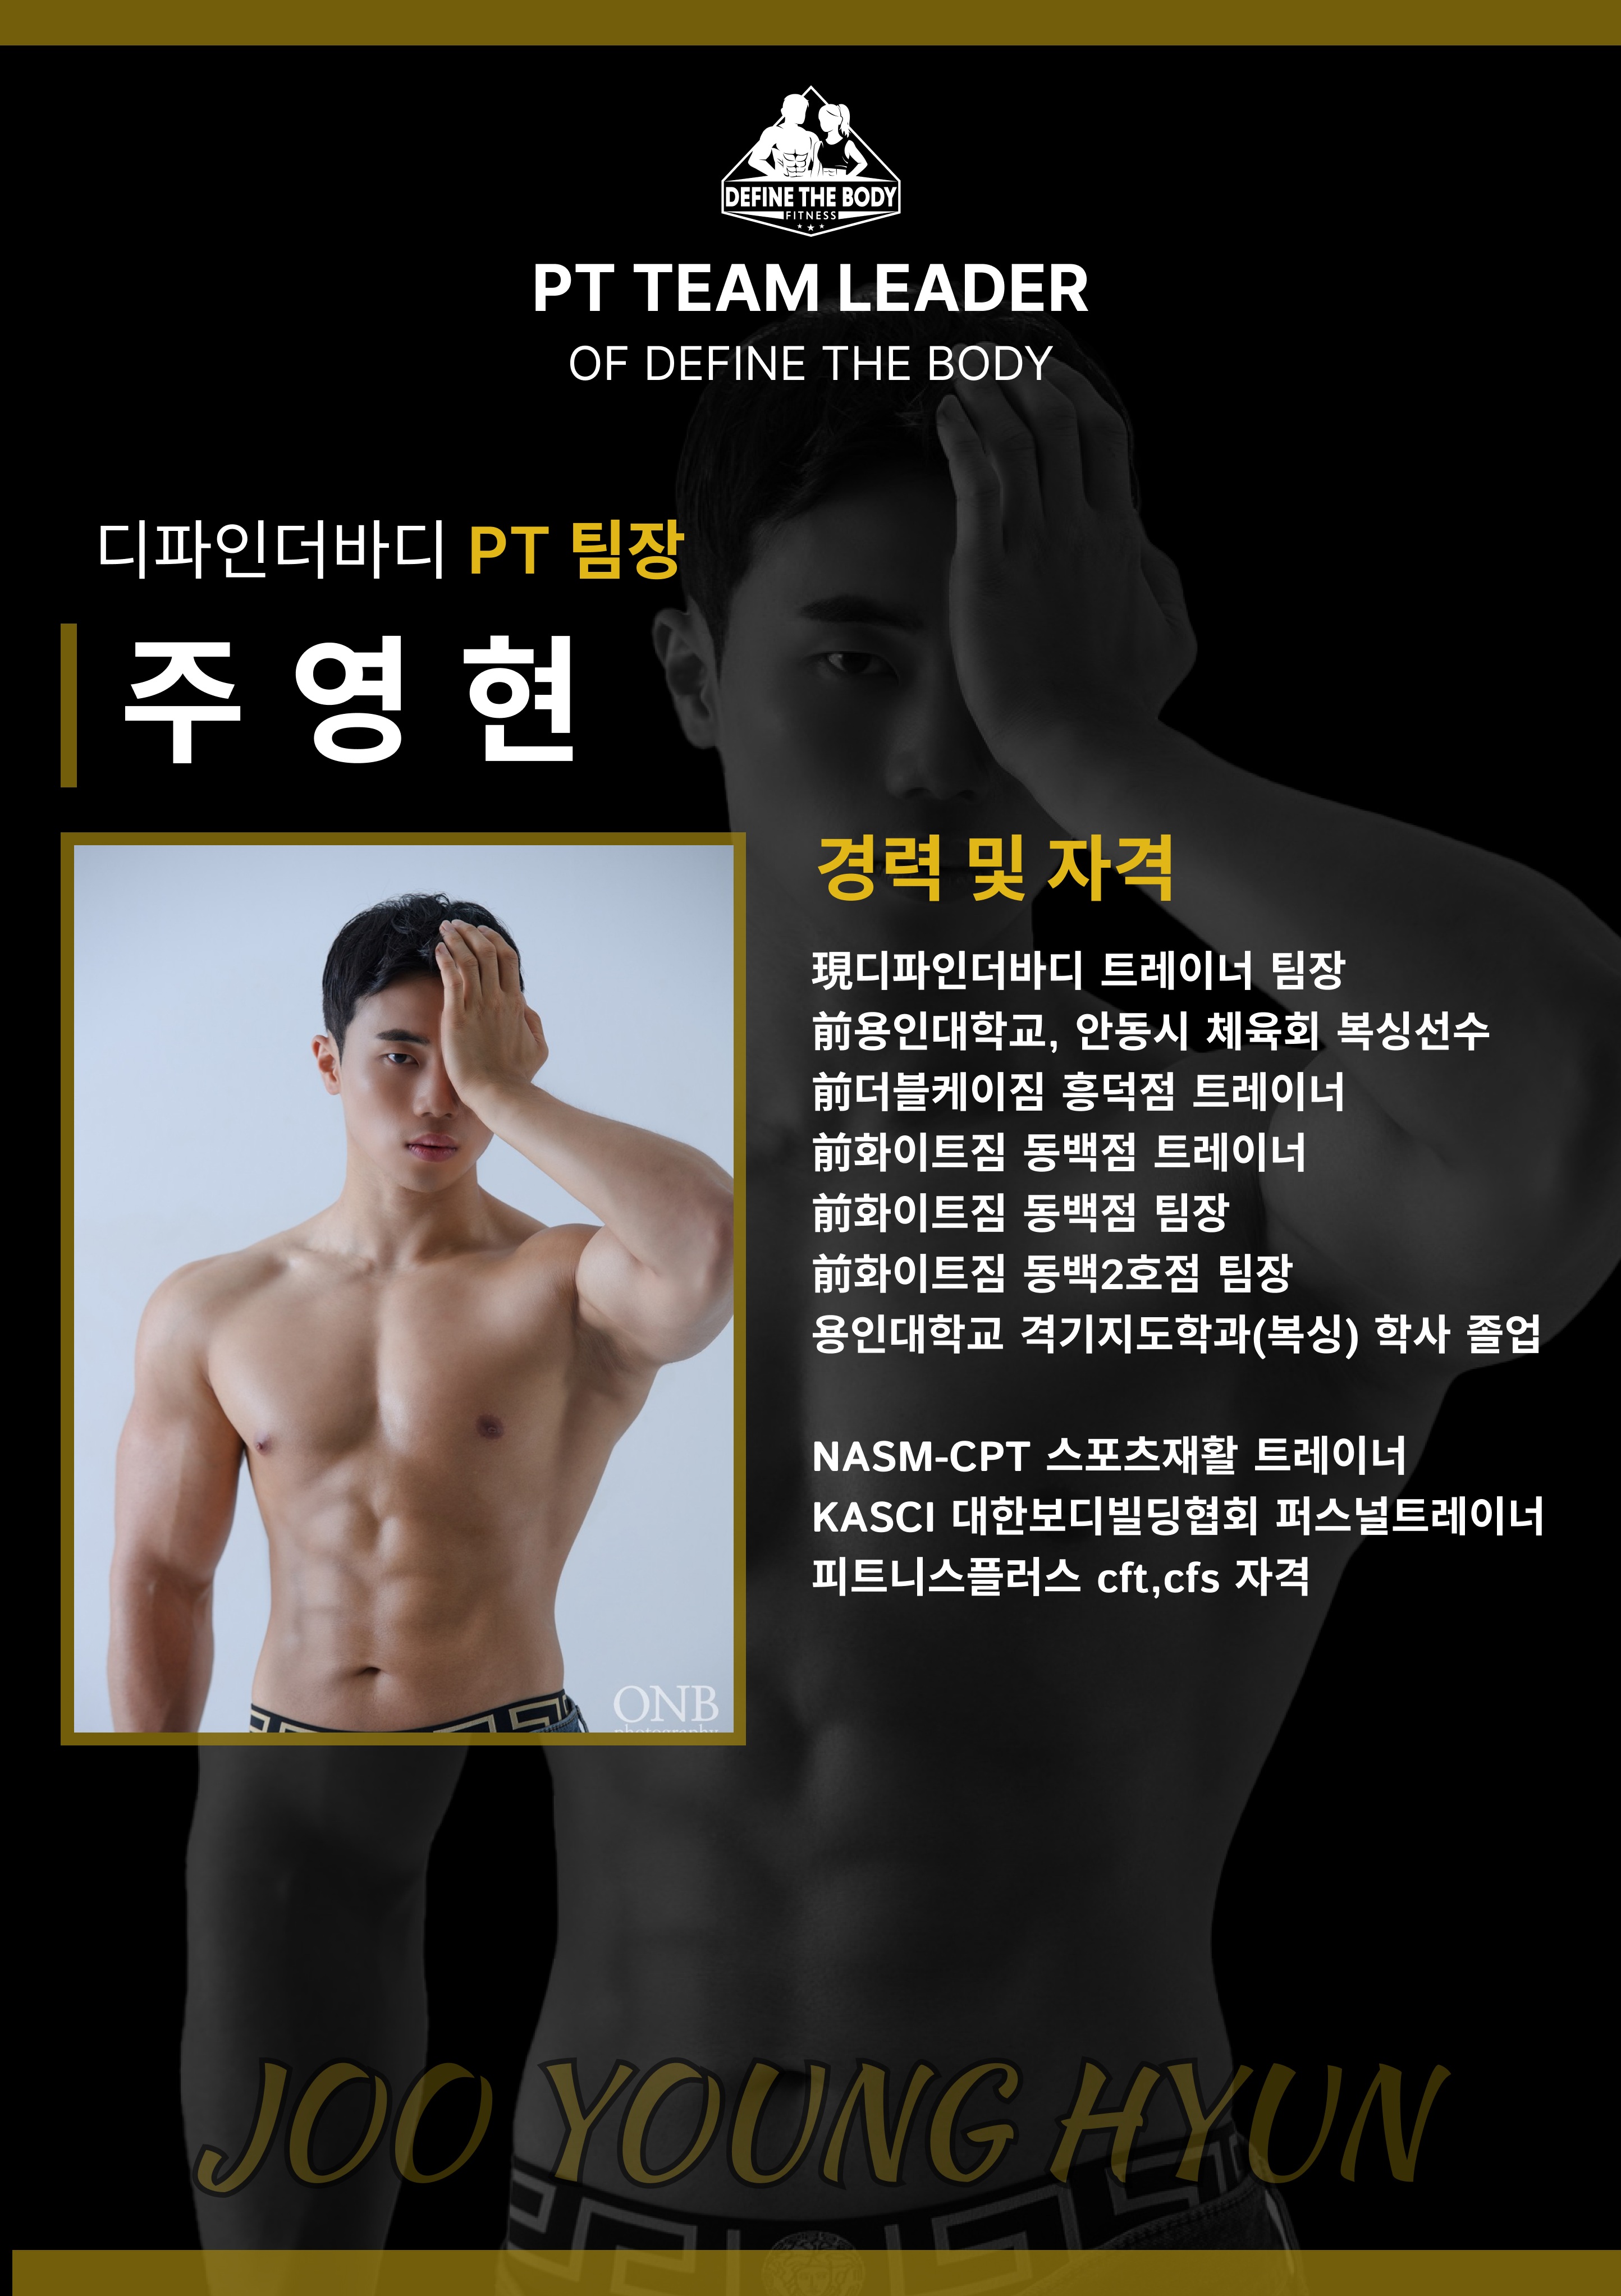 DEFINE THE BODY
FITNESS
PT TEAM LEADER
OF DEFINE THE BODY
디파인더바디 PT 팀장
주영현
경력 및 자격
現디파인더바디 트레이너 팀장
前용인대학교, 안동시 체육회 복싱선수
前더블케이짐 흥덕점 트레이너
前화이트짐 동백점 트레이너
前화이트짐 동백점 팀장
前화이트짐 동백2호점 팀장
용인대학교 격기지도학과(복싱) 학사 졸업
NASM-CPT 스포츠재활 트레이너
KASCI 대한보디빌딩협회 퍼스널트레이너
피트니스플러스 cft,cfs 자격
ONB
photography
JOO YOUNG HYUN